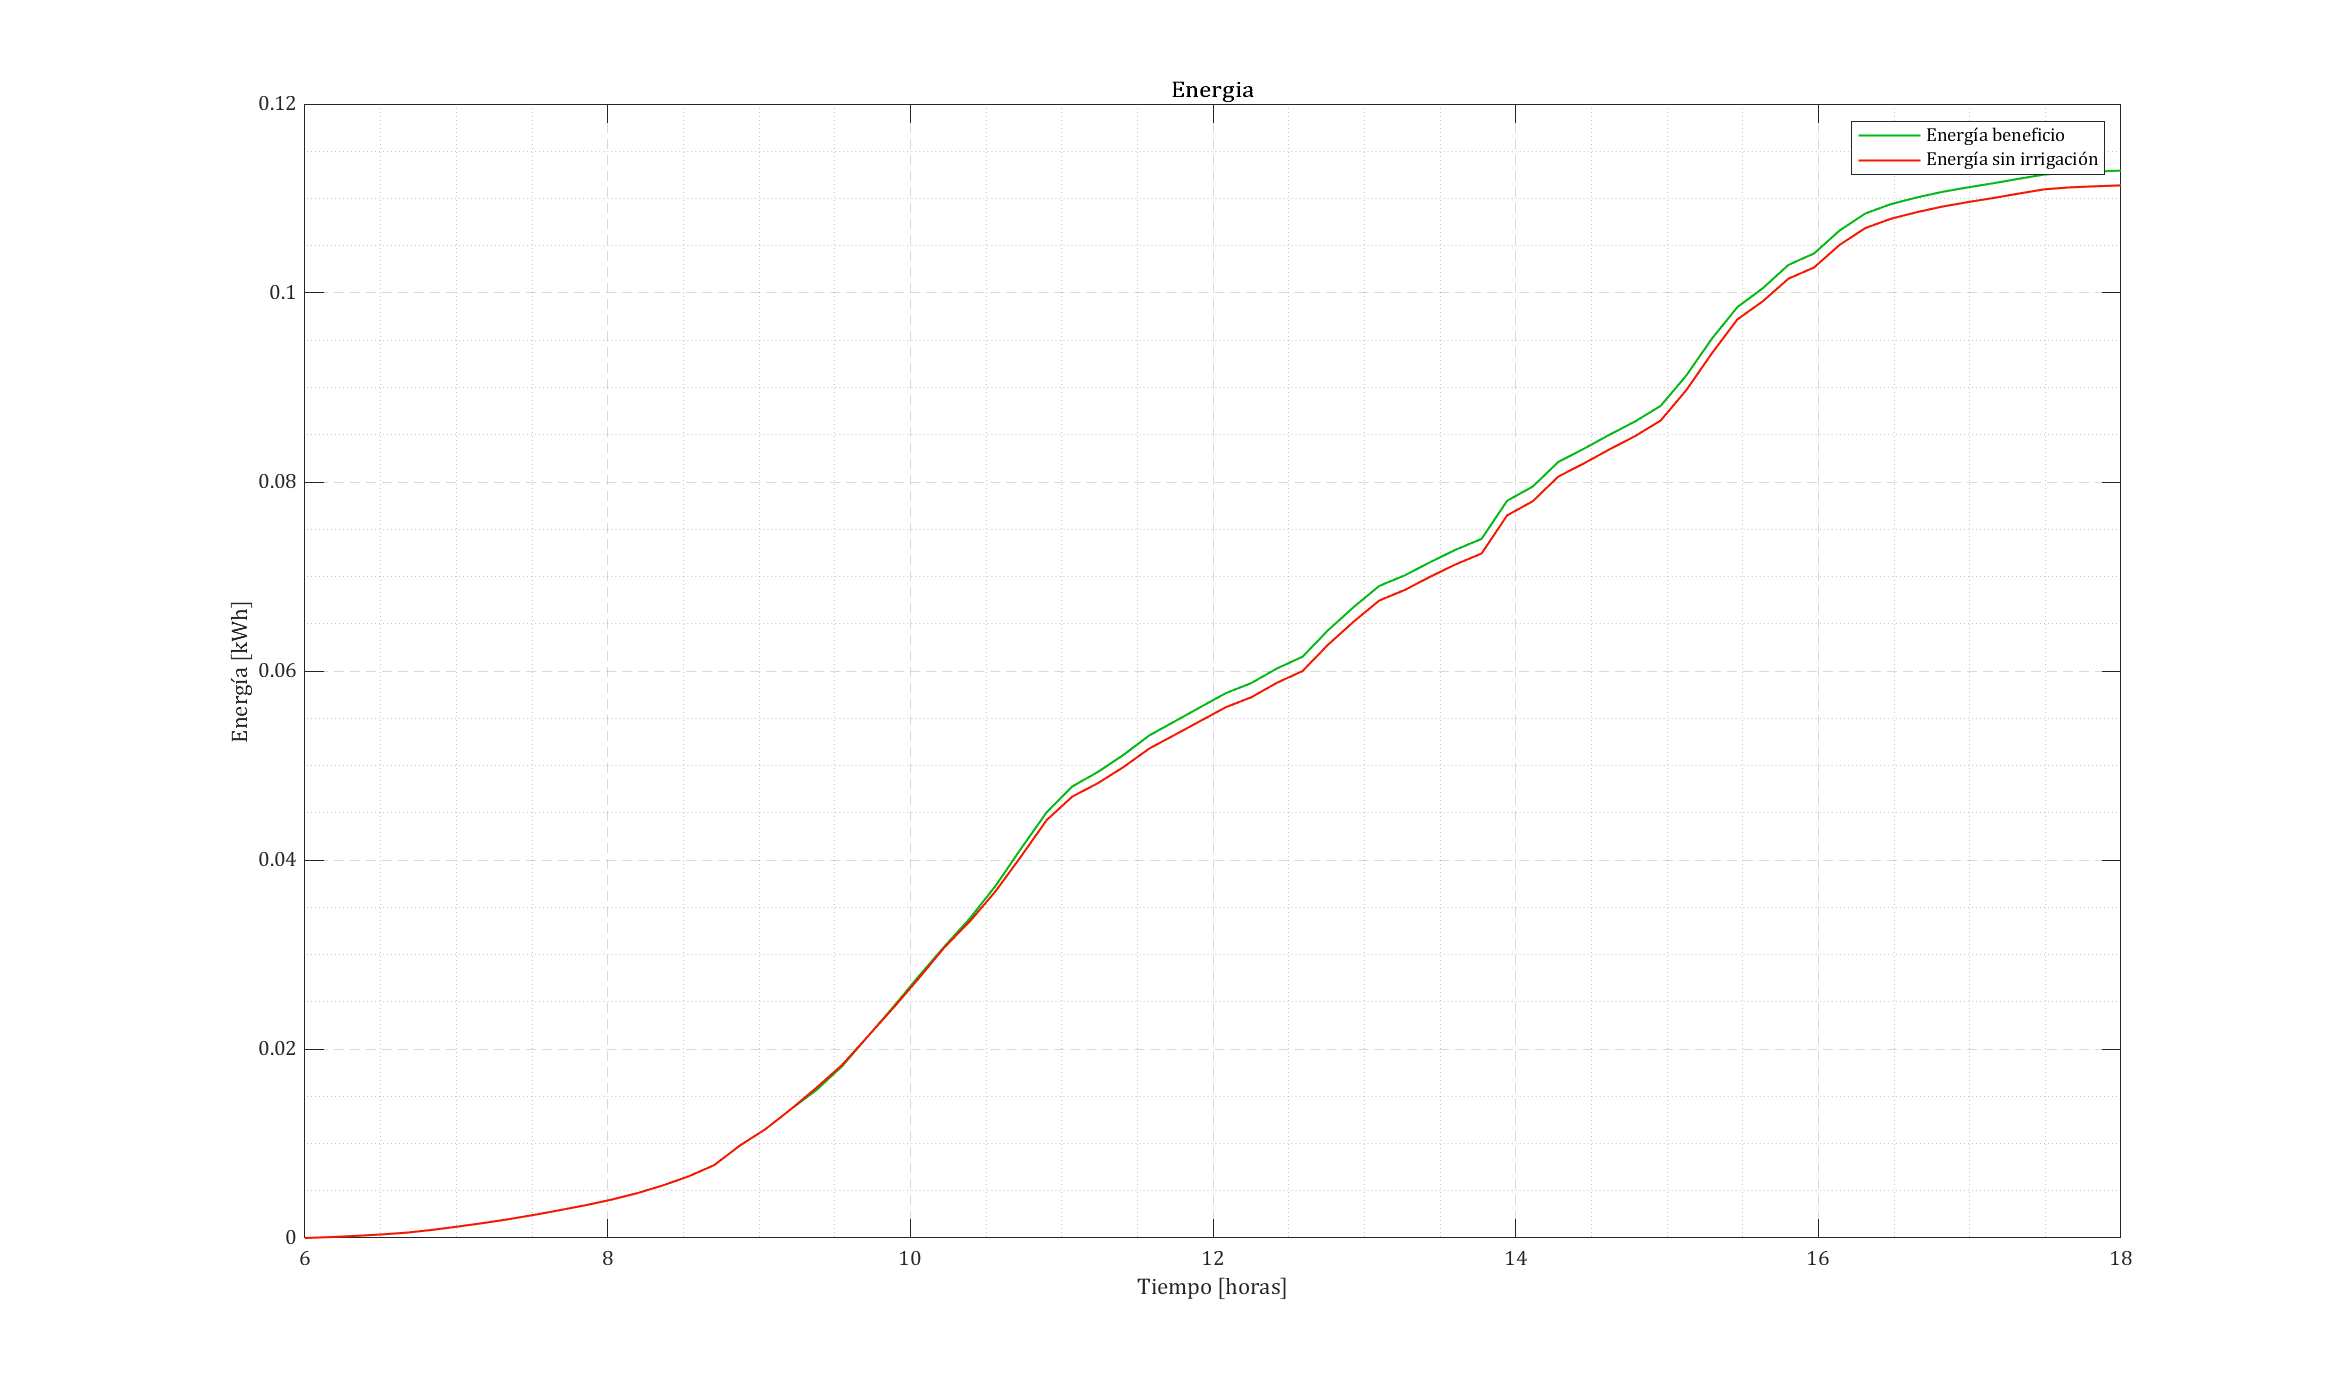 Energia
0.12
Energía beneficio
Energía sin irrigación
0.1
0.08
0.06
0.04
0.02
0
Energía [kWh]
6 8 10 12 14 16 18
Tiempo [horas]